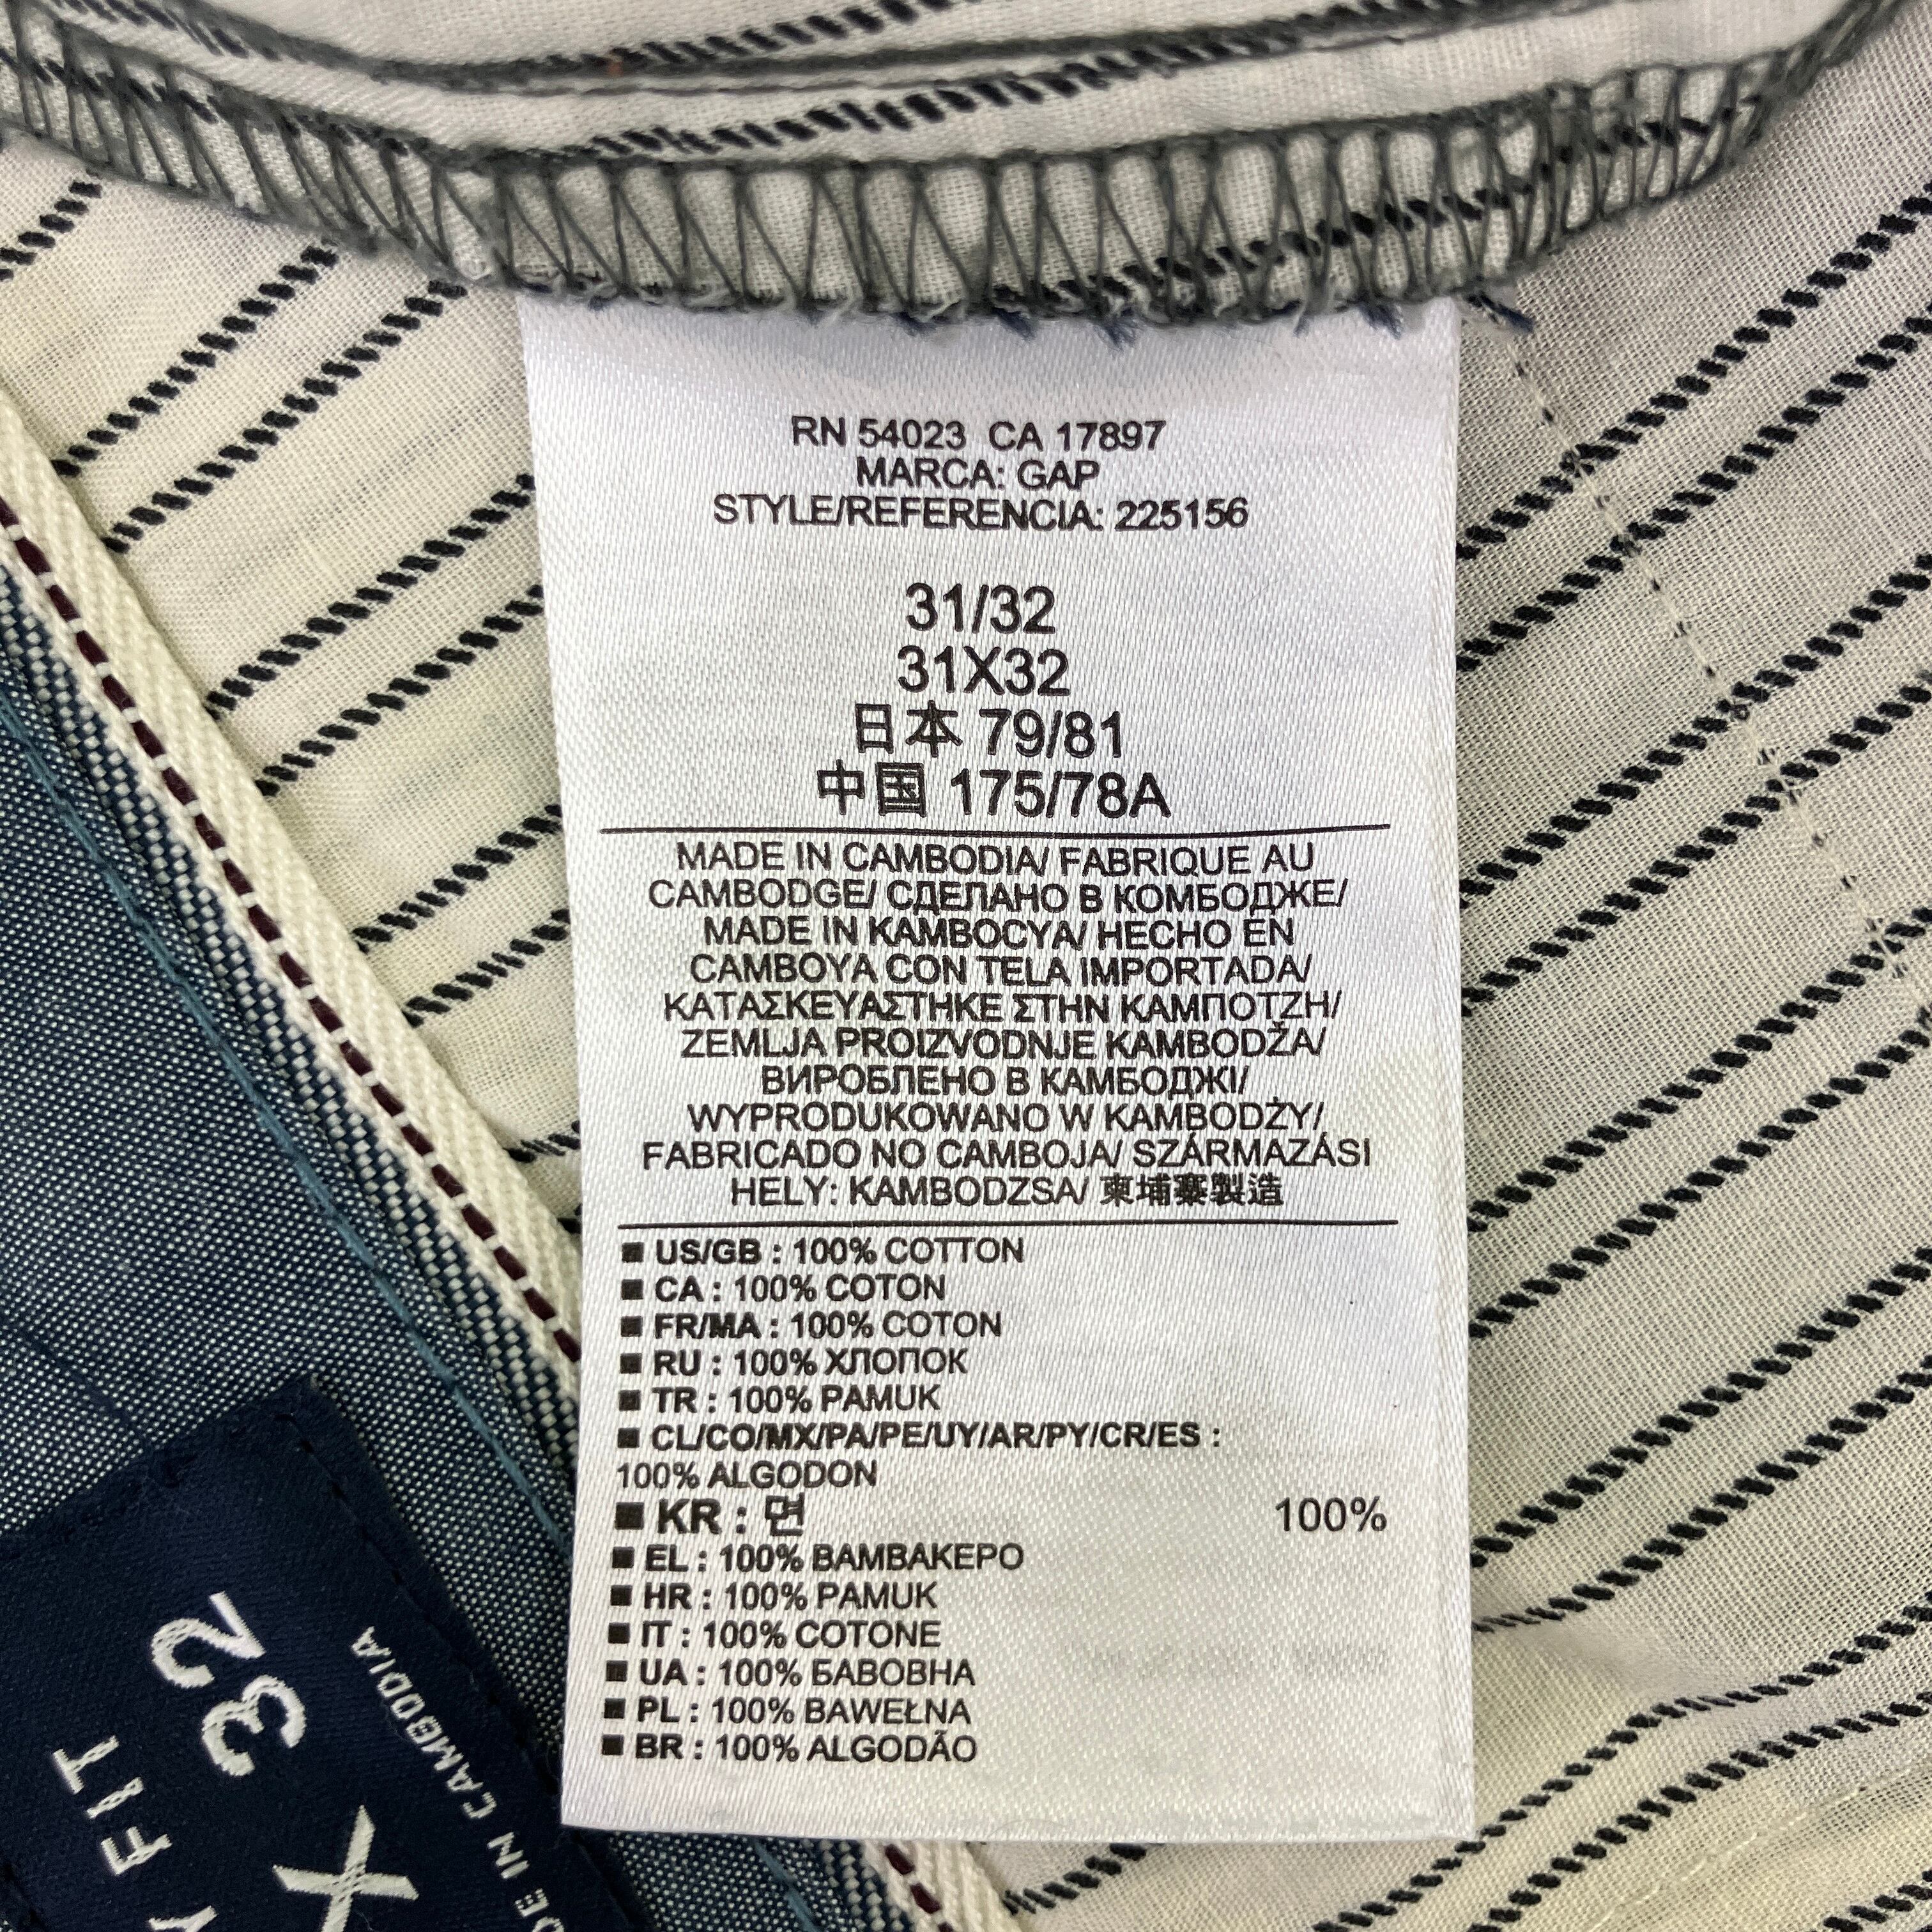 RN 54023 CA 17897
MARCA: GAP
STYLE/REFERENCIA: 225156
31/32
31X32
日本 79/81
中国 175/78A
MADE IN CAMBODIA/ FABRIQUE AU
CAMBODGE/ СДЕЛАНО В КОМБОДЖЕ/
MADE IN KAMBOCYA/ HECHO EN
CAMBOYA CON TELA IMPORTADA/
ΚΑΤΑΣΚΕΥΑΣΤΗΚΕ ΣΤΗΝ ΚΑΜΠΟΤΖΗ/
ZEMLJA PROIZVODNJE KAMBODŽA/
ВИРОБЛЕНО В КАМБОДЖІ/
WYPRODUKOWANO W KAMBODŻY/
FABRICADO NO CAMBOJA/ SZÁRMAZÁSI
HELY: KAMBODZSA/ 柬埔寨製造
■ US/GB : 100% COTTON
■ CA : 100% COTON
■ FR/MA : 100% COTON
■ RU : 100% ХЛОПОК
■ TR : 100% PAMUK
■ CL/CO/MX/PA/PE/UY/AR/PY/CR/ES :
100% ALGODON
■ KR : 면 100%
■ EL : 100% ΒΑΜΒΑΚΕΡΟ
■ HR : 100% PAMUK
■ IT : 100% COTONE
■ UA : 100% БАВОВНА
■ PL : 100% BAWEŁNA
■ BR : 100% ALGODÃO
Y FIT
X 32
DE IN CAMBODIA